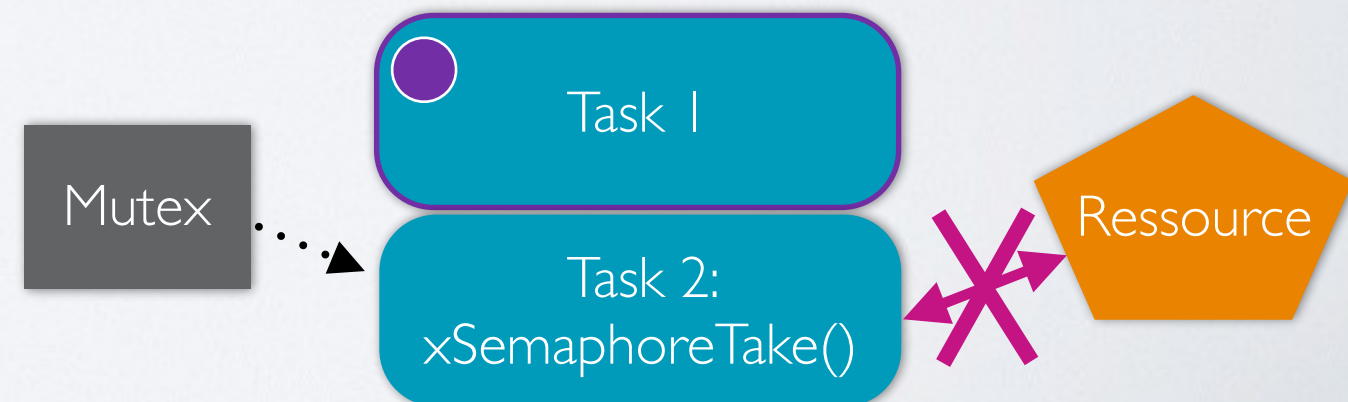 Task 1
Mutex
Ressource
Task 2:
xSemaphoreTake()